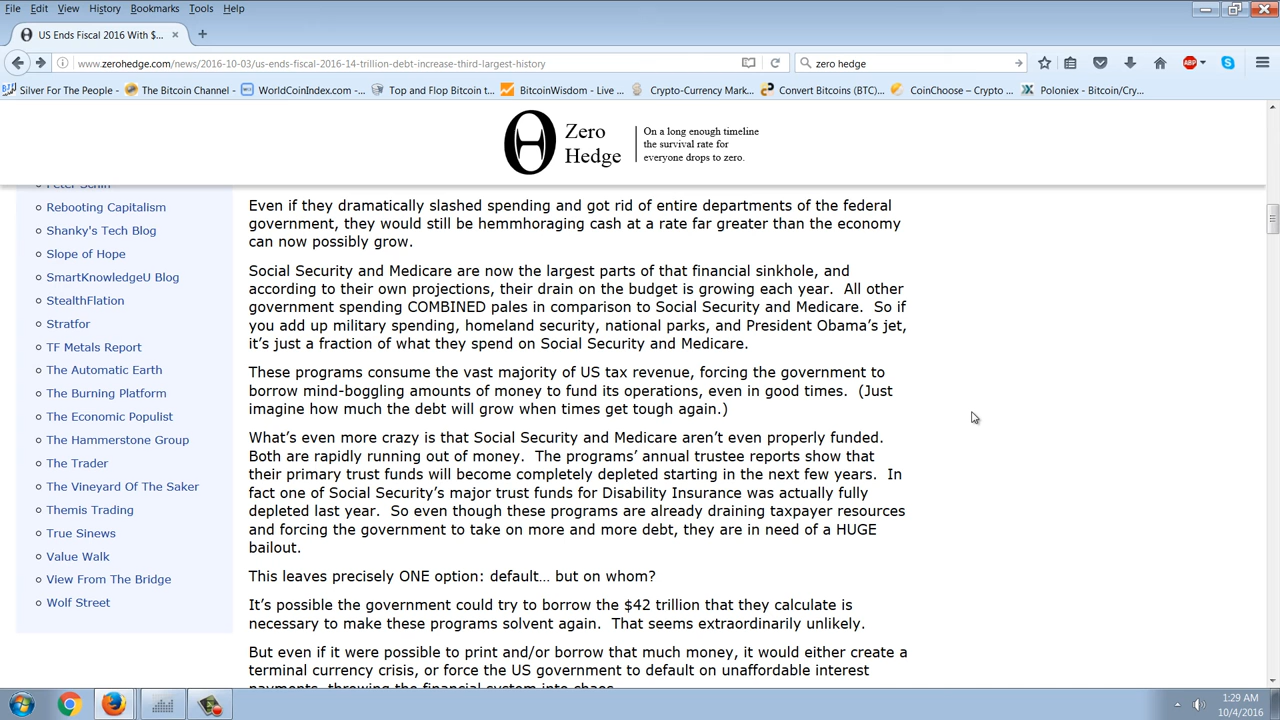 File Edit View History Bookmarks Tools Help
US Ends Fiscal 2016 With $...
www.zerohedge.com/news/2016-10-03/us-ends-fiscal-2016-14-trillion-debt-increase-third-largest-history
zero hedge
ABP
Silver For The People - ... The Bitcoin Channel - ... WorldCoinIndex.com - ... Top and Flop Bitcoin t... BitcoinWisdom - Live ... Crypto-Currency Mark... Convert Bitcoins (BTC)... CoinChoose – Crypto ... Poloniex - Bitcoin/Cry...
Zero
Hedge
On a long enough timeline
the survival rate for
everyone drops to zero.
Peter Schiff
Rebooting Capitalism
Shanky's Tech Blog
Slope of Hope
SmartKnowledgeU Blog
StealthFlation
Stratfor
TF Metals Report
The Automatic Earth
The Burning Platform
The Economic Populist
The Hammerstone Group
The Trader
The Vineyard Of The Saker
Themis Trading
True Sinews
Value Walk
View From The Bridge
Wolf Street
Even if they dramatically slashed spending and got rid of entire departments of the federal
government, they would still be hemmhoraging cash at a rate far greater than the economy
can now possibly grow.
Social Security and Medicare are now the largest parts of that financial sinkhole, and
according to their own projections, their drain on the budget is growing each year. All other
government spending COMBINED pales in comparison to Social Security and Medicare. So if
you add up military spending, homeland security, national parks, and President Obama’s jet,
it’s just a fraction of what they spend on Social Security and Medicare.
These programs consume the vast majority of US tax revenue, forcing the government to
borrow mind-boggling amounts of money to fund its operations, even in good times. (Just
imagine how much the debt will grow when times get tough again.)
What’s even more crazy is that Social Security and Medicare aren’t even properly funded.
Both are rapidly running out of money. The programs’ annual trustee reports show that
their primary trust funds will become completely depleted starting in the next few years. In
fact one of Social Security’s major trust funds for Disability Insurance was actually fully
depleted last year. So even though these programs are already draining taxpayer resources
and forcing the government to take on more and more debt, they are in need of a HUGE
bailout.
This leaves precisely ONE option: default… but on whom?
It’s possible the government could try to borrow the $42 trillion that they calculate is
necessary to make these programs solvent again. That seems extraordinarily unlikely.
But even if it were possible to print and/or borrow that much money, it would either create a
terminal currency crisis, or force the US government to default on unaffordable interest
payments, throwing the financial system into chaos.
1:29 AM
10/4/2016